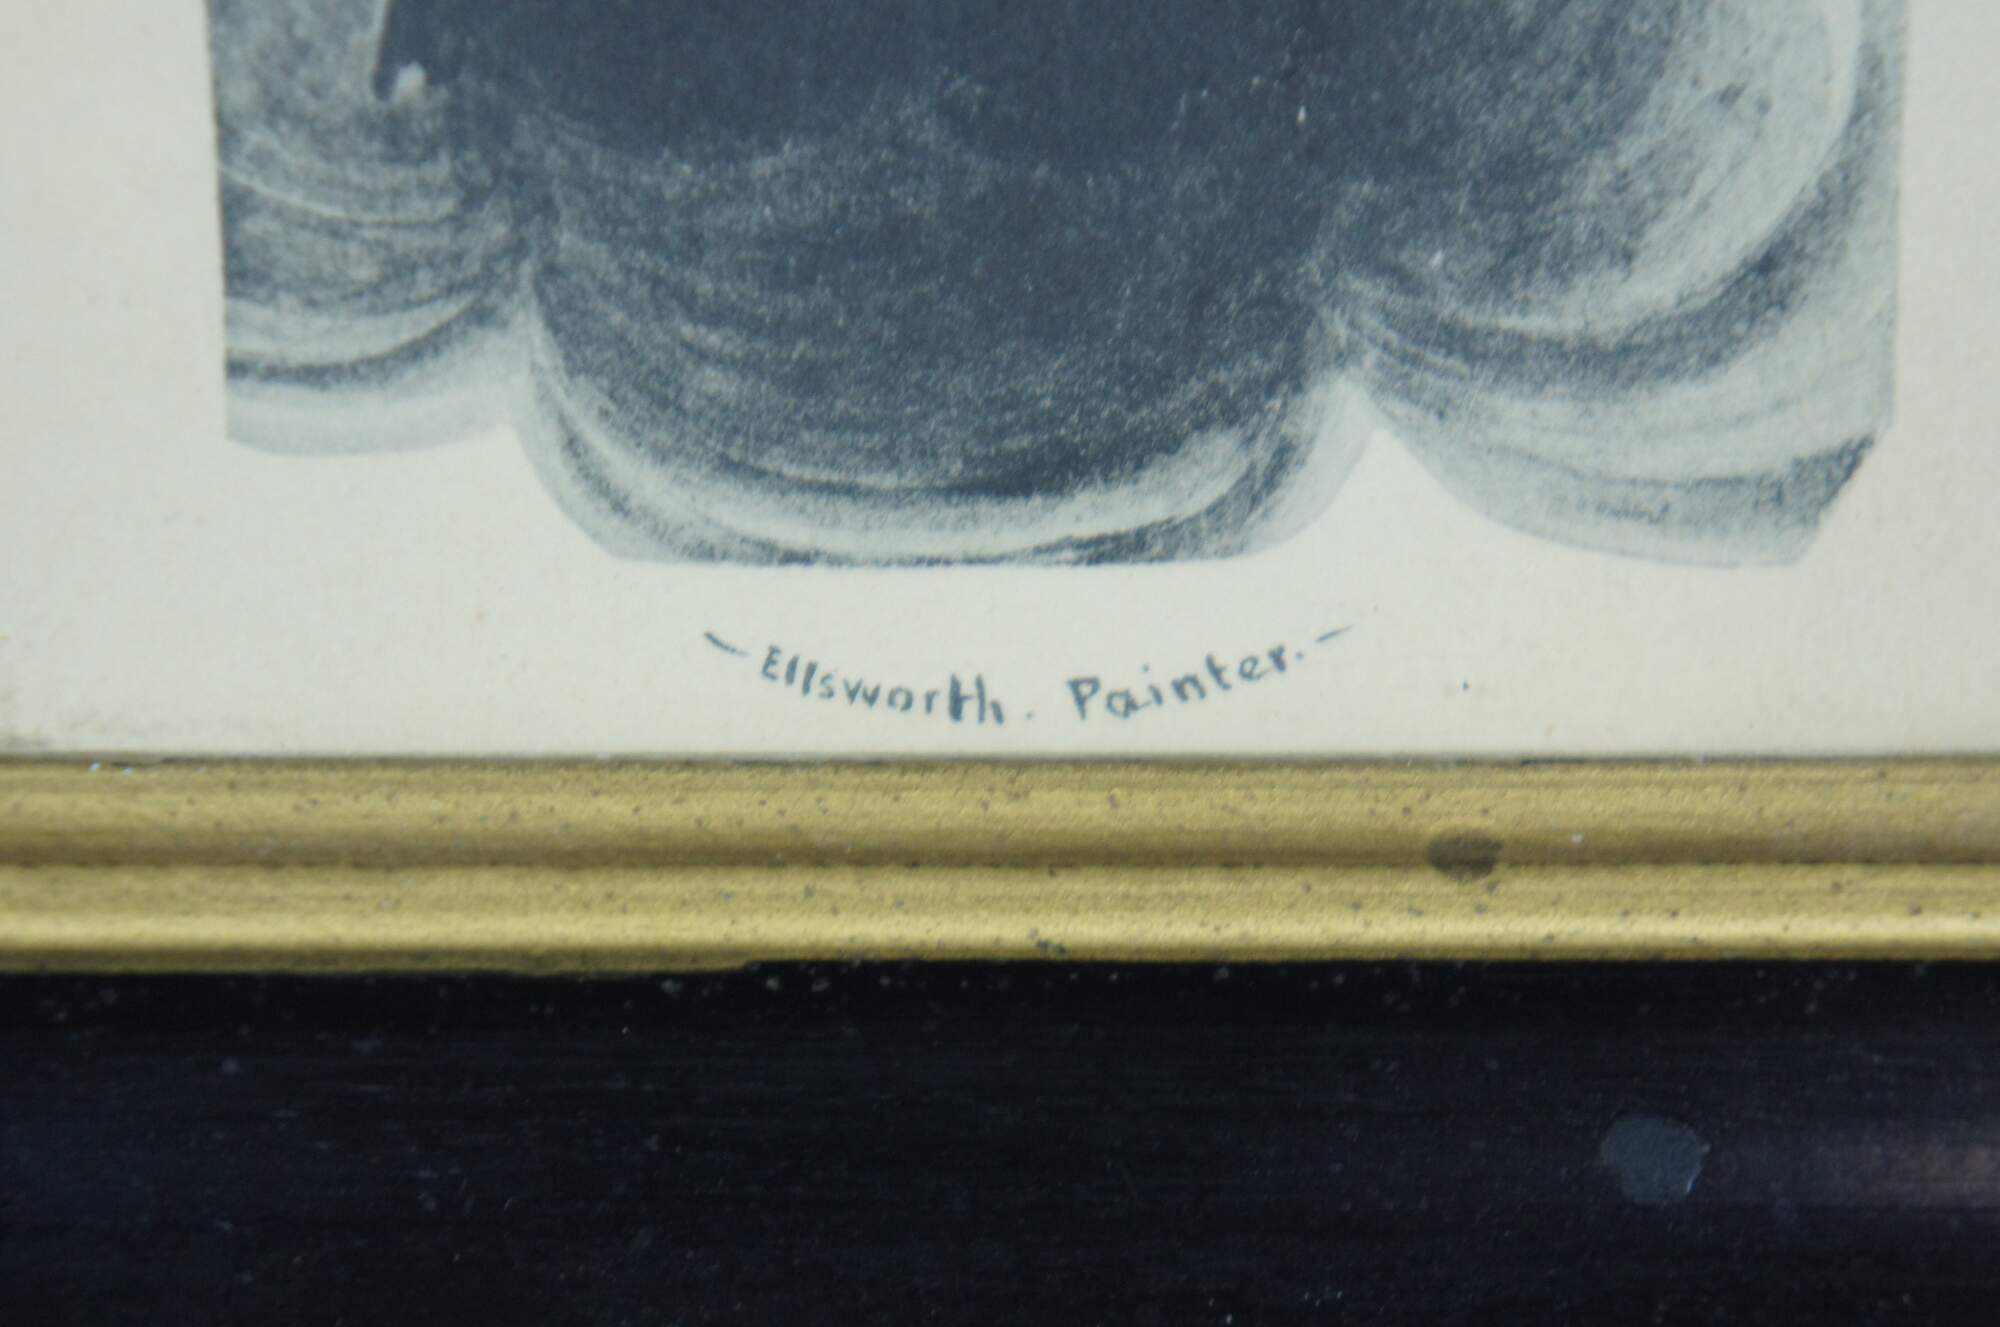 - Ellsworth. Painter. -